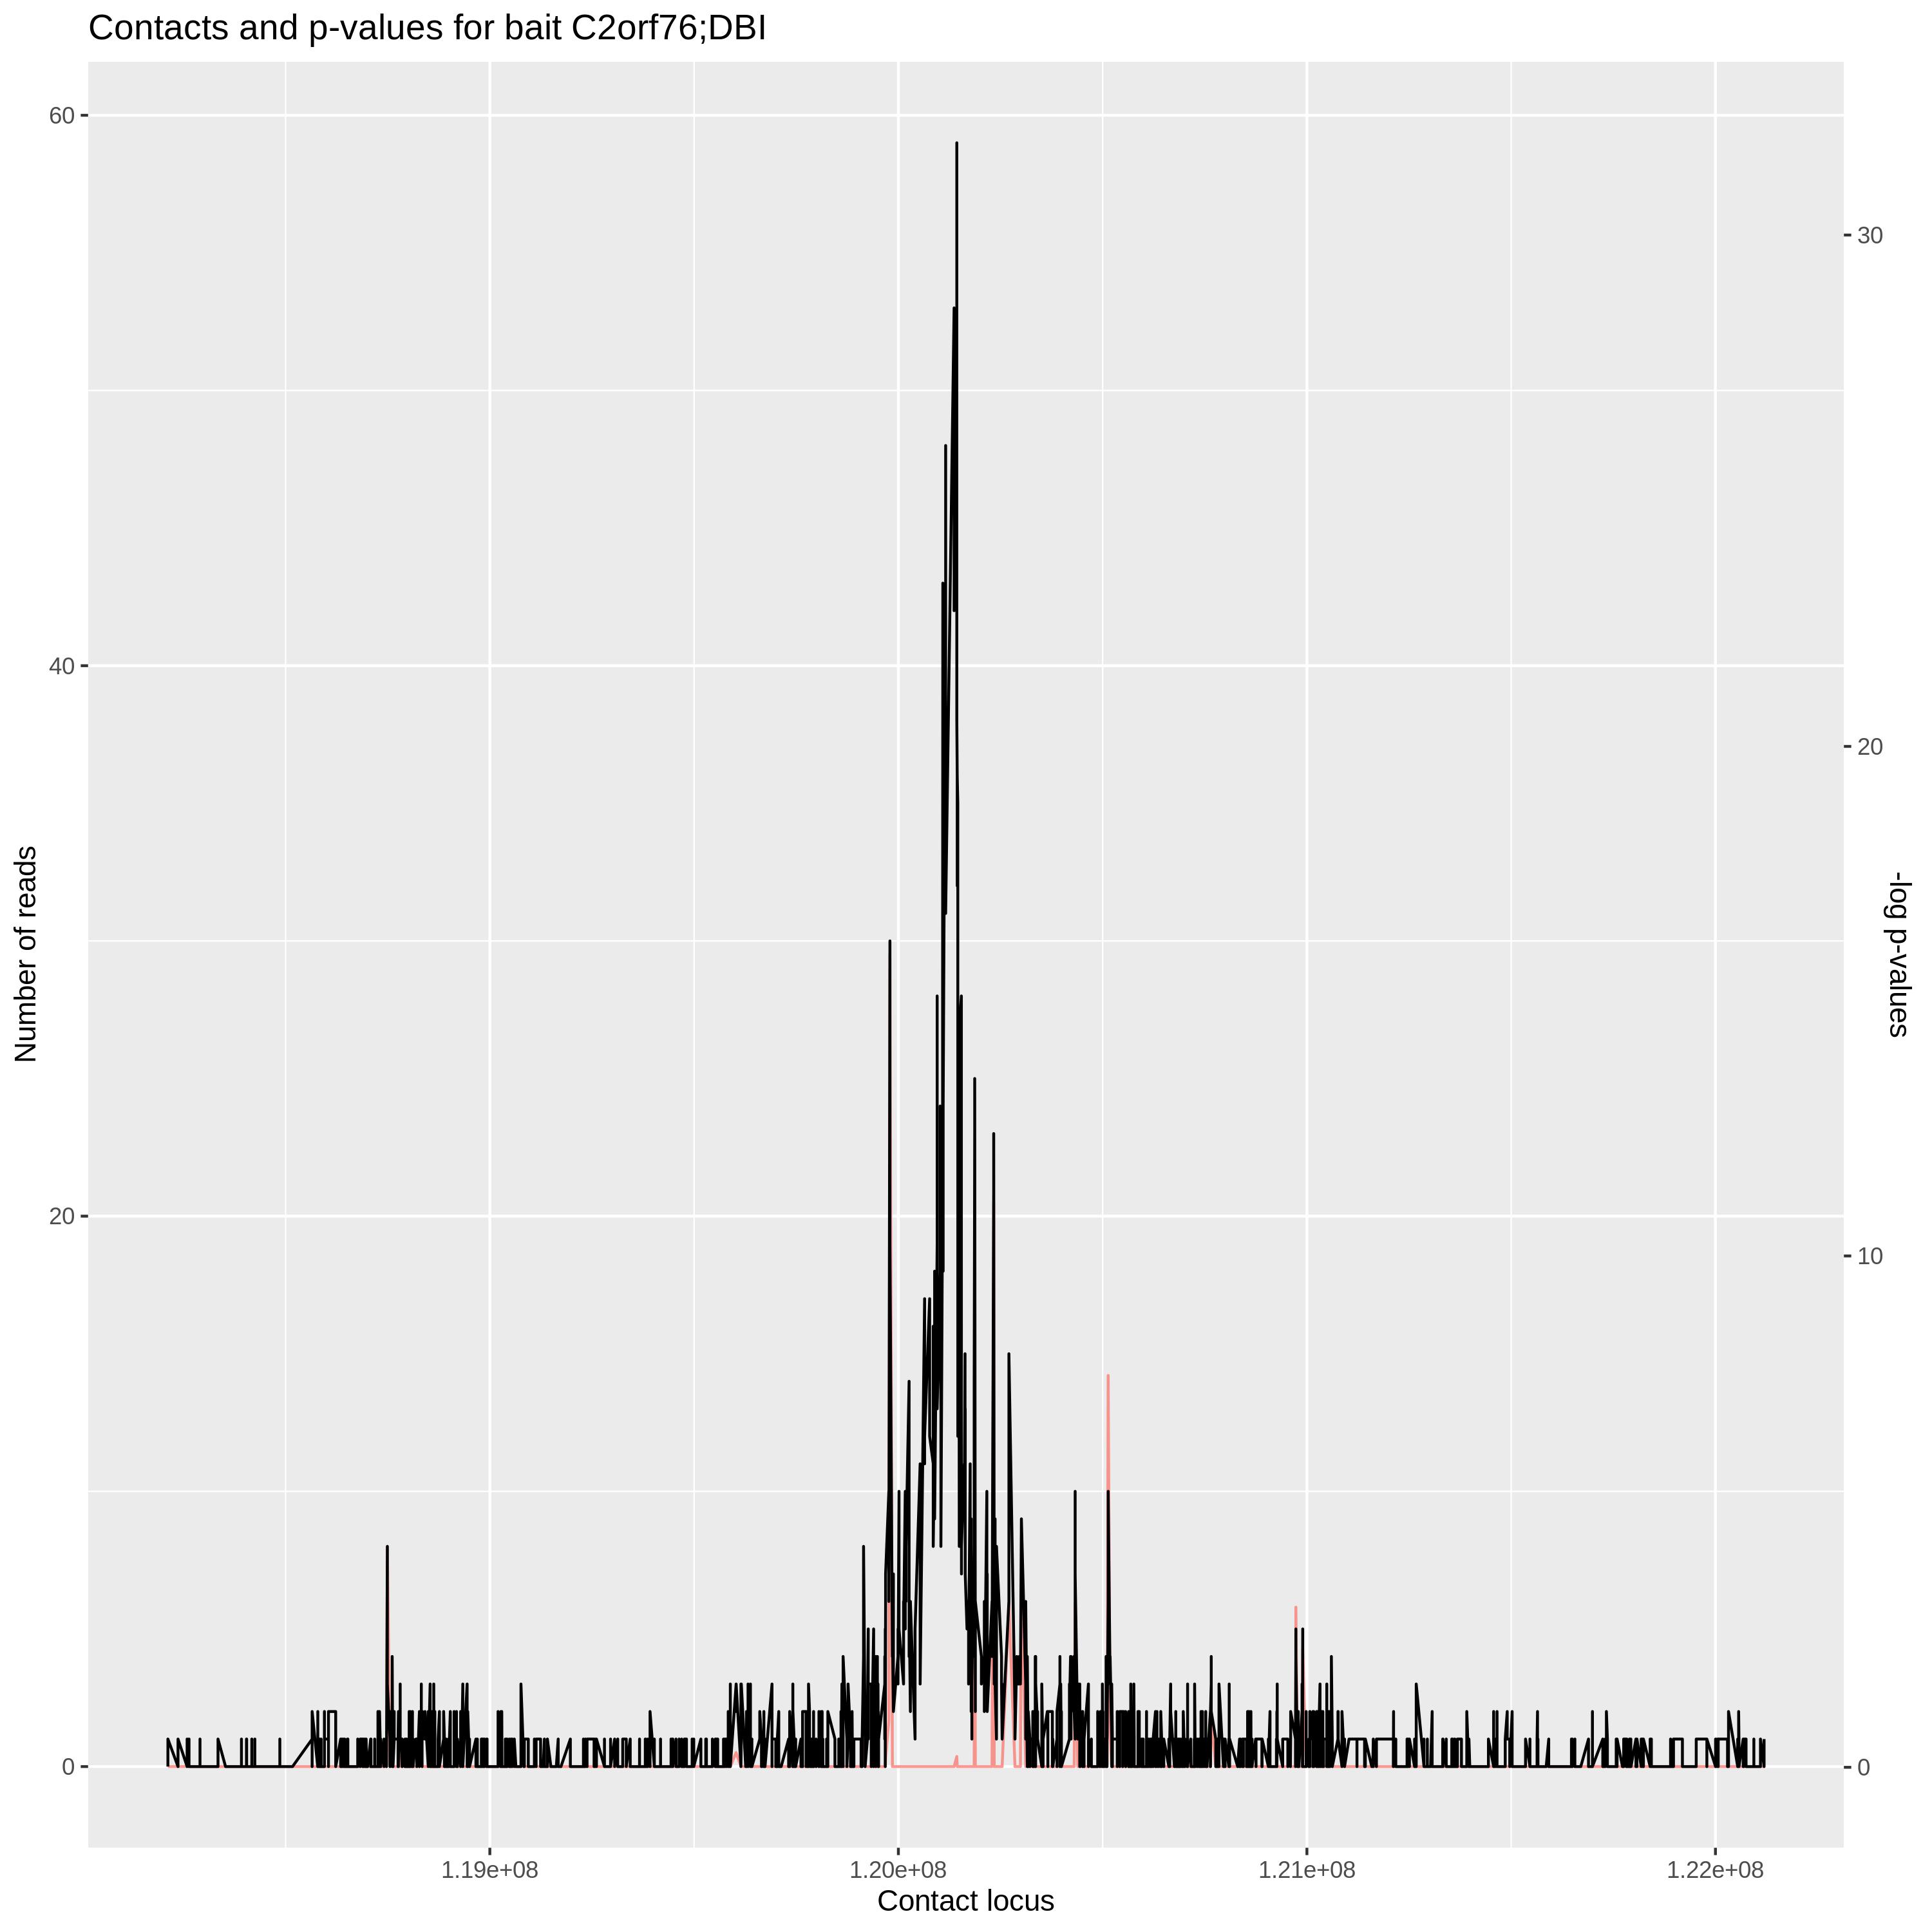 Contacts and p-values for bait C2orf76;DBI
60
40
20
0
Number of reads
30
20
10
0
-log p-values
1.19e+08
1.20e+08
1.21e+08
1.22e+08
Contact locus